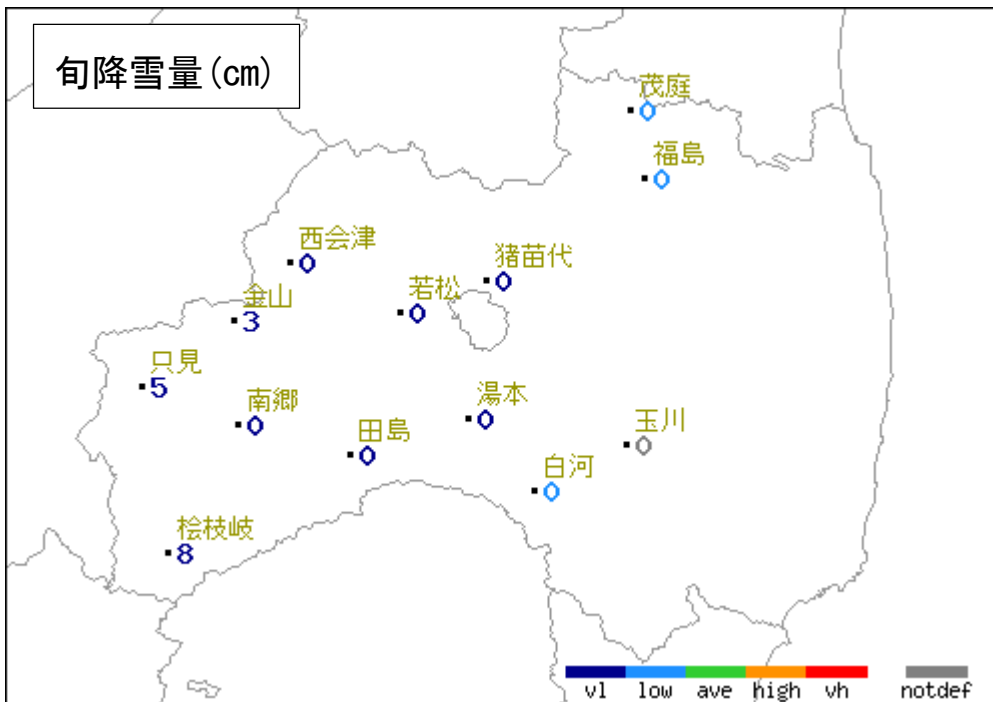 旬降雪量(cm)
茂庭
0
福島
0
西会津
0
猪苗代
0
若松
0
金山
3
只見
5
南郷
0
湯本
0
田島
0
玉川
0
白河
0
桧枝岐
8
vl low ave high vh notdef